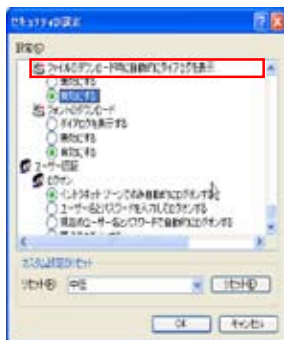 セキュリティの設定
設定(S):
ファイルのダウンロード時に自動的にダイアログを表示
無効にする
有効にする
フォントのダウンロード
ダイアログを表示する
無効にする
有効にする
ユーザー認証
ログオン
イントラネット ゾーンでのみ自動的にログオンする
ユーザー名とパスワードを入力してログオンする
現在のユーザー名とパスワードで自動的にログオンする
カスタム設定のリセット
リセット(R):
中低
リセット(E)
OK
キャンセル